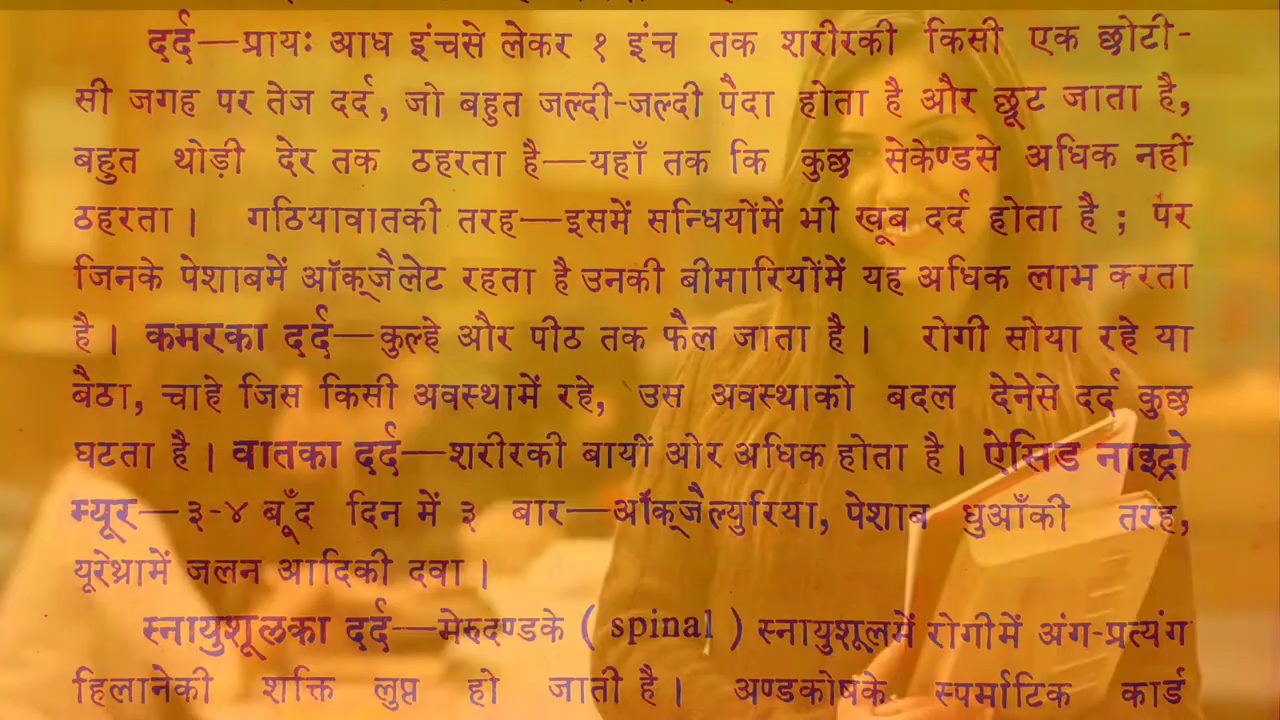 दर्द—प्रायः आध इंचसे लेकर १ इंच तक शरीरकी किसी एक छोटी-
सी जगह पर तेज दर्द, जो बहुत जल्दी-जल्दी पैदा होता है और छूट जाता है,
बहुत थोड़ी देर तक ठहरता है—यहाँ तक कि कुछ सेकेण्डसे अधिक नहीं
ठहरता। गठियावातकी तरह—इसमें सन्धियोंमें भी खूब दर्द होता है ; पर
जिनके पेशाबमें ऑक्जैलेट रहता है उनकी बीमारियोंमें यह अधिक लाभ करता
है। कमरका दर्द—कुल्हे और पीठ तक फैल जाता है। रोगी सोया रहे या
बैठा, चाहे जिस किसी अवस्थामें रहे, उस अवस्थाको बदल देनेसे दर्द कुछ
घटता है। वातका दर्द—शरीरकी बायीं ओर अधिक होता है। ऐसिड नाइट्रो
म्यूर—३-४ बूँद दिन में ३ बार—ऑक्जैल्युरिया, पेशाब धुआँकी तरह,
यूरेथ्रामें जलन आदिकी दवा।
स्नायुशूलका दर्द—मेरुदण्डके ( spinal ) स्नायुशूलमें रोगीमें अंग-प्रत्यंग
हिलानेकी शक्ति लुप्त हो जाती है। अण्डकोषके स्पर्माटिक कार्ड